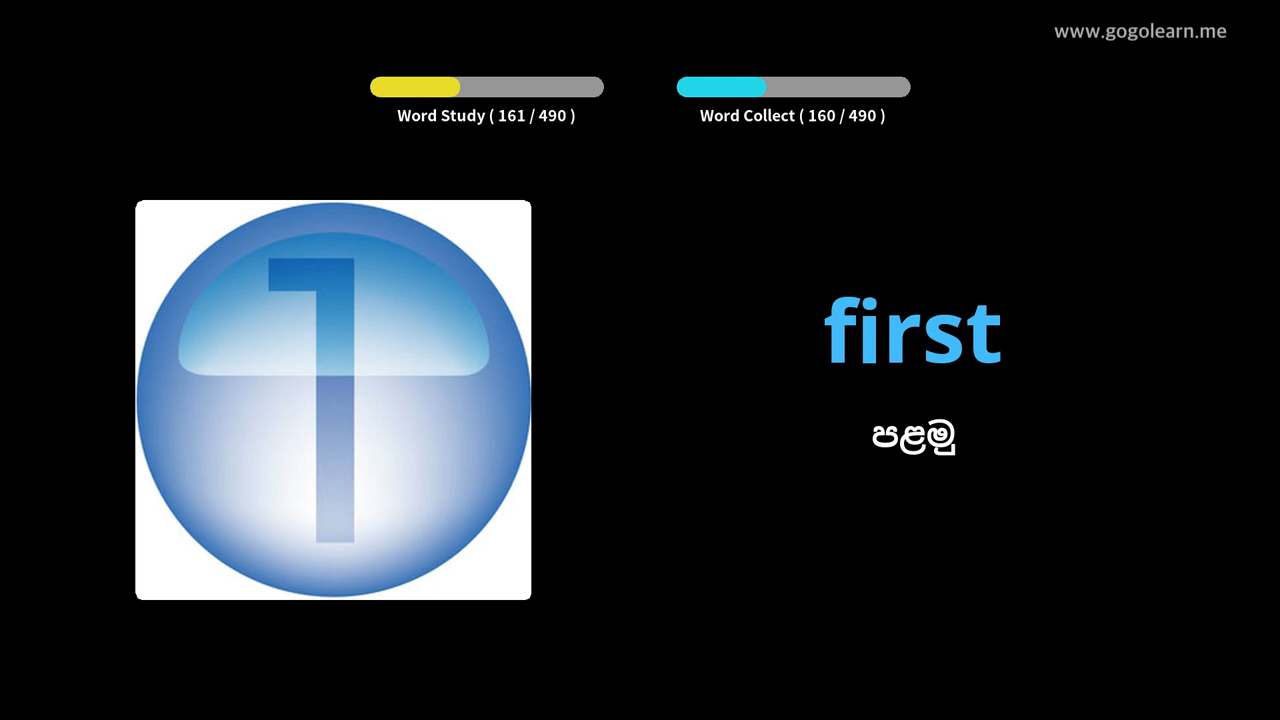 www.gogolearn.me
Word Study ( 161 / 490 )
Word Collect ( 160 / 490 )
1
first
පළමු